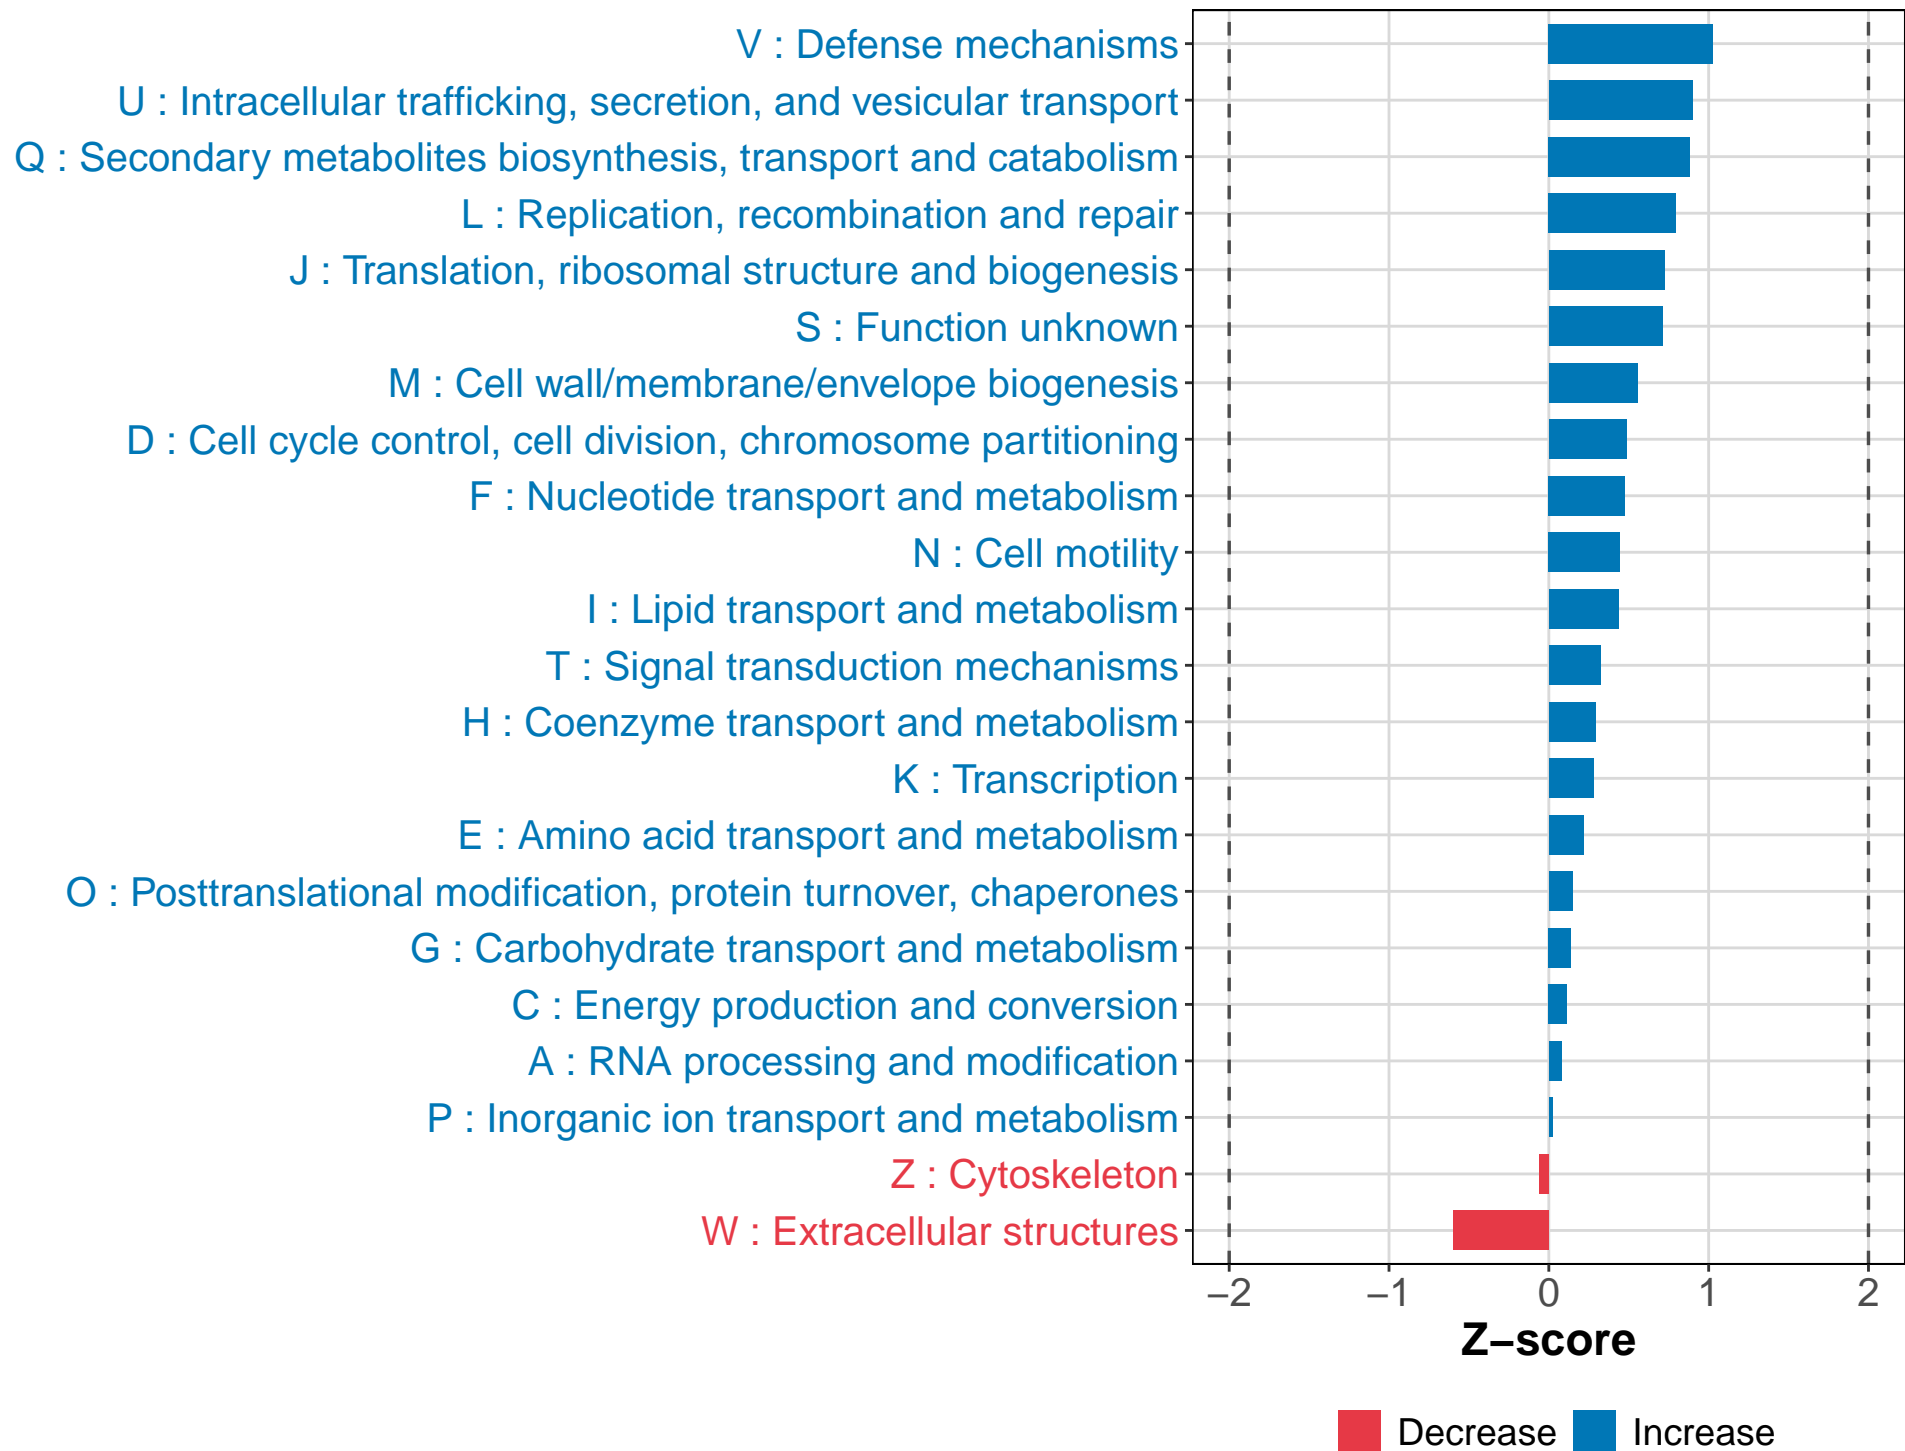 V : Defense mechanisms
U : Intracellular trafficking, secretion, and vesicular transport
Q : Secondary metabolites biosynthesis, transport and catabolism
L : Replication, recombination and repair
J : Translation, ribosomal structure and biogenesis
S : Function unknown
M : Cell wall/membrane/envelope biogenesis
D : Cell cycle control, cell division, chromosome partitioning
F : Nucleotide transport and metabolism
N : Cell motility
I : Lipid transport and metabolism
T : Signal transduction mechanisms
H : Coenzyme transport and metabolism
K : Transcription
E : Amino acid transport and metabolism
O : Posttranslational modification, protein turnover, chaperones
G : Carbohydrate transport and metabolism
C : Energy production and conversion
A : RNA processing and modification
P : Inorganic ion transport and metabolism
Z : Cytoskeleton
W : Extracellular structures
−2 −1 0 1 2
Z−score
Decrease Increase